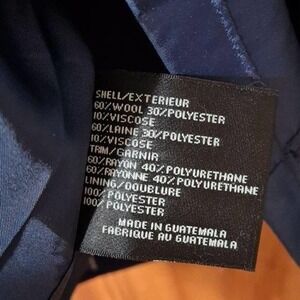 SHELL/EXTERIEUR
60%WOOL 30%POLYESTER
10%VISCOSE
60%LAINE 30%POLYESTER
10%VISCOSE
TRIM/GARNIR
60%RAYON 40%POLYURETHANE
60%RAYONNE 40%POLYURETHANE
LINING/DOUBLURE
100%POLYESTER
100%POLYESTER
MADE IN GUATEMALA
FABRIQUE AU GUATEMALA